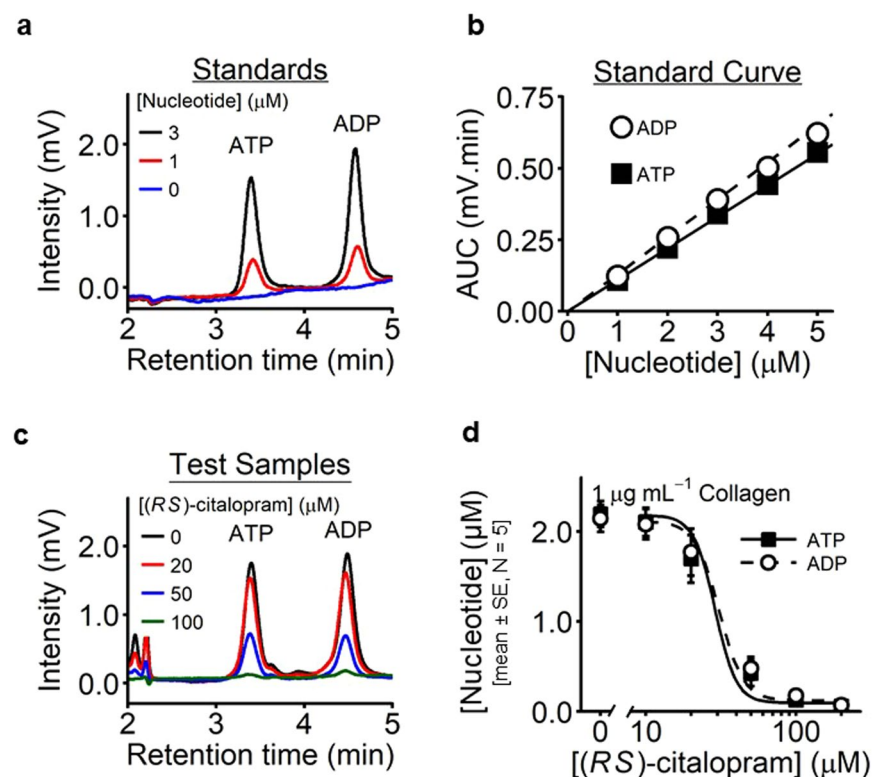 a
Standards
[Nucleotide] (μM)
3
1
0
ATP
ADP
Intensity (mV)
2.0
1.0
0.0
2
3
4
5
Retention time (min)
b
Standard Curve
ADP
ATP
AUC (mV.min)
0.75
0.50
0.25
0.00
0
1
2
3
4
5
[Nucleotide] (μM)
c
Test Samples
[(RS)-citalopram] (μM)
0
20
50
100
ATP
ADP
Intensity (mV)
2.0
1.0
0.0
2
3
4
5
Retention time (min)
d
1 μg mL⁻¹ Collagen
ATP
ADP
[Nucleotide] (μM)
[mean ± SE, N = 5]
2.0
1.0
0.0
0
10
100
[(RS)-citalopram] (μM)